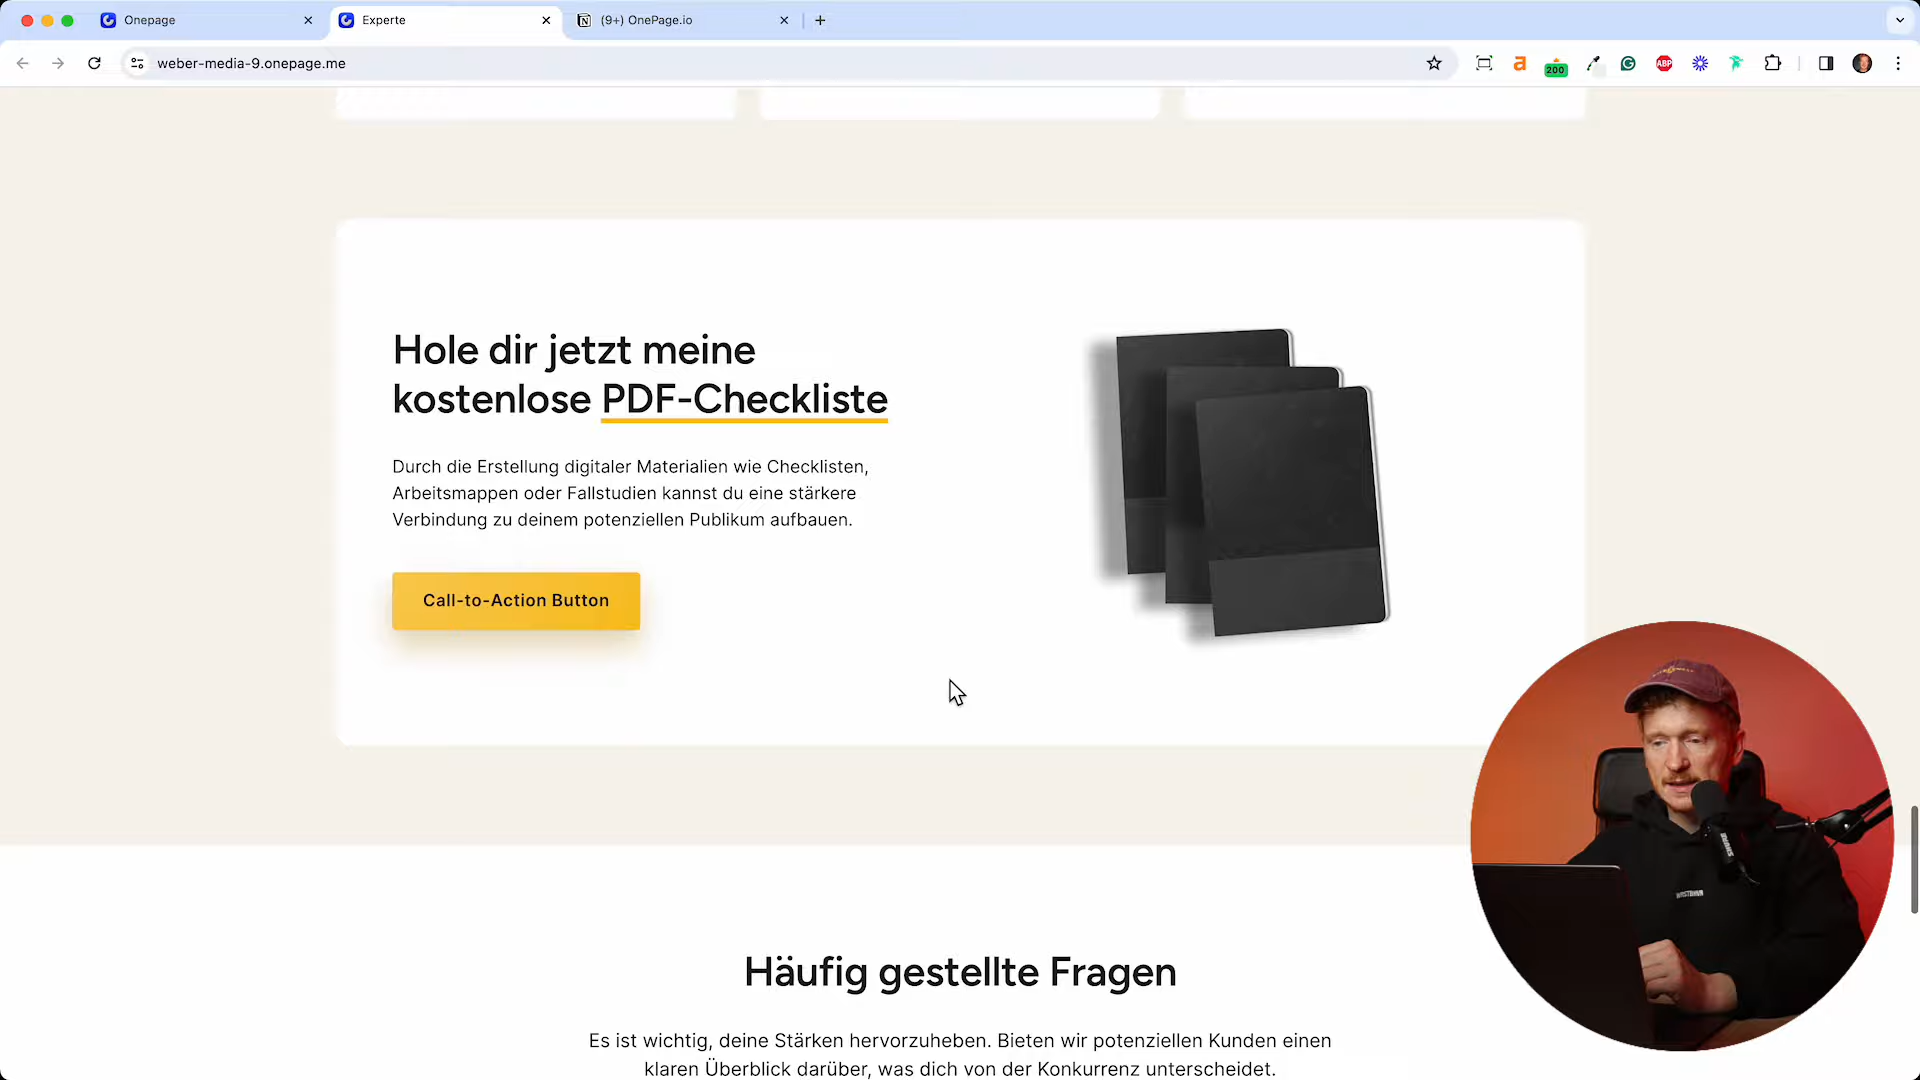 Onepage
Experte
(9+) OnePage.io
weber-media-9.onepage.me
200
ABP
Hole dir jetzt meine
kostenlose PDF-Checkliste
Durch die Erstellung digitaler Materialien wie Checklisten,
Arbeitsmappen oder Fallstudien kannst du eine stärkere
Verbindung zu deinem potenziellen Publikum aufbauen.
Call-to-Action Button
Häufig gestellte Fragen
Es ist wichtig, deine Stärken hervorzuheben. Bieten wir potenziellen Kunden einen
klaren Überblick darüber, was dich von der Konkurrenz unterscheidet.